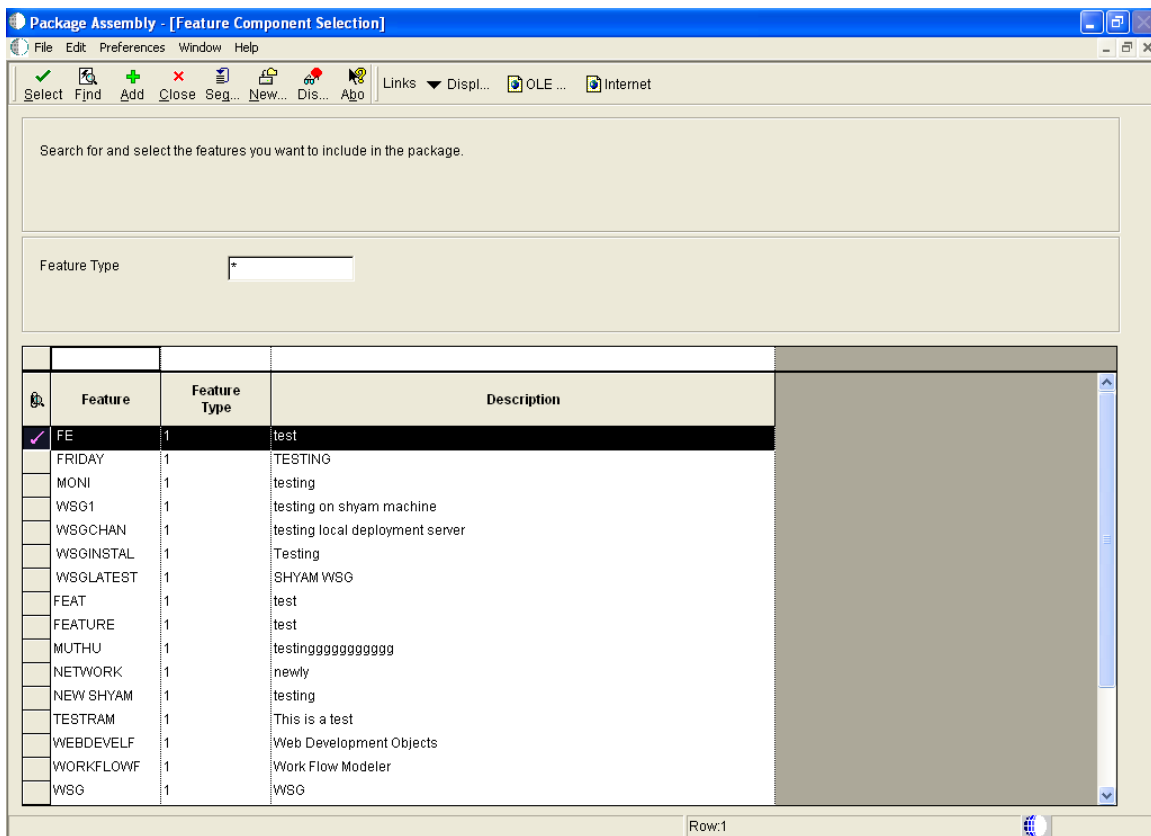 Package Assembly - [Feature Component Selection]
File Edit Preferences Window Help
Select Find Add Close Seg... New... Dis... Abo Links Displ... OLE ... Internet
Search for and select the features you want to include in the package.
Feature Type *
Feature Feature Type Description
FE 1 test
FRIDAY 1 TESTING
MONI 1 testing
WSG1 1 testing on shyam machine
WSGCHAN 1 testing local deployment server
WSGINSTAL 1 Testing
WSGLATEST 1 SHYAM WSG
FEAT 1 test
FEATURE 1 test
MUTHU 1 testinggggggggggg
NETWORK 1 newly
NEW SHYAM 1 testing
TESTRAM 1 This is a test
WEBDEVELF 1 Web Development Objects
WORKFLOWF 1 Work Flow Modeler
WSG 1 WSG
Row:1